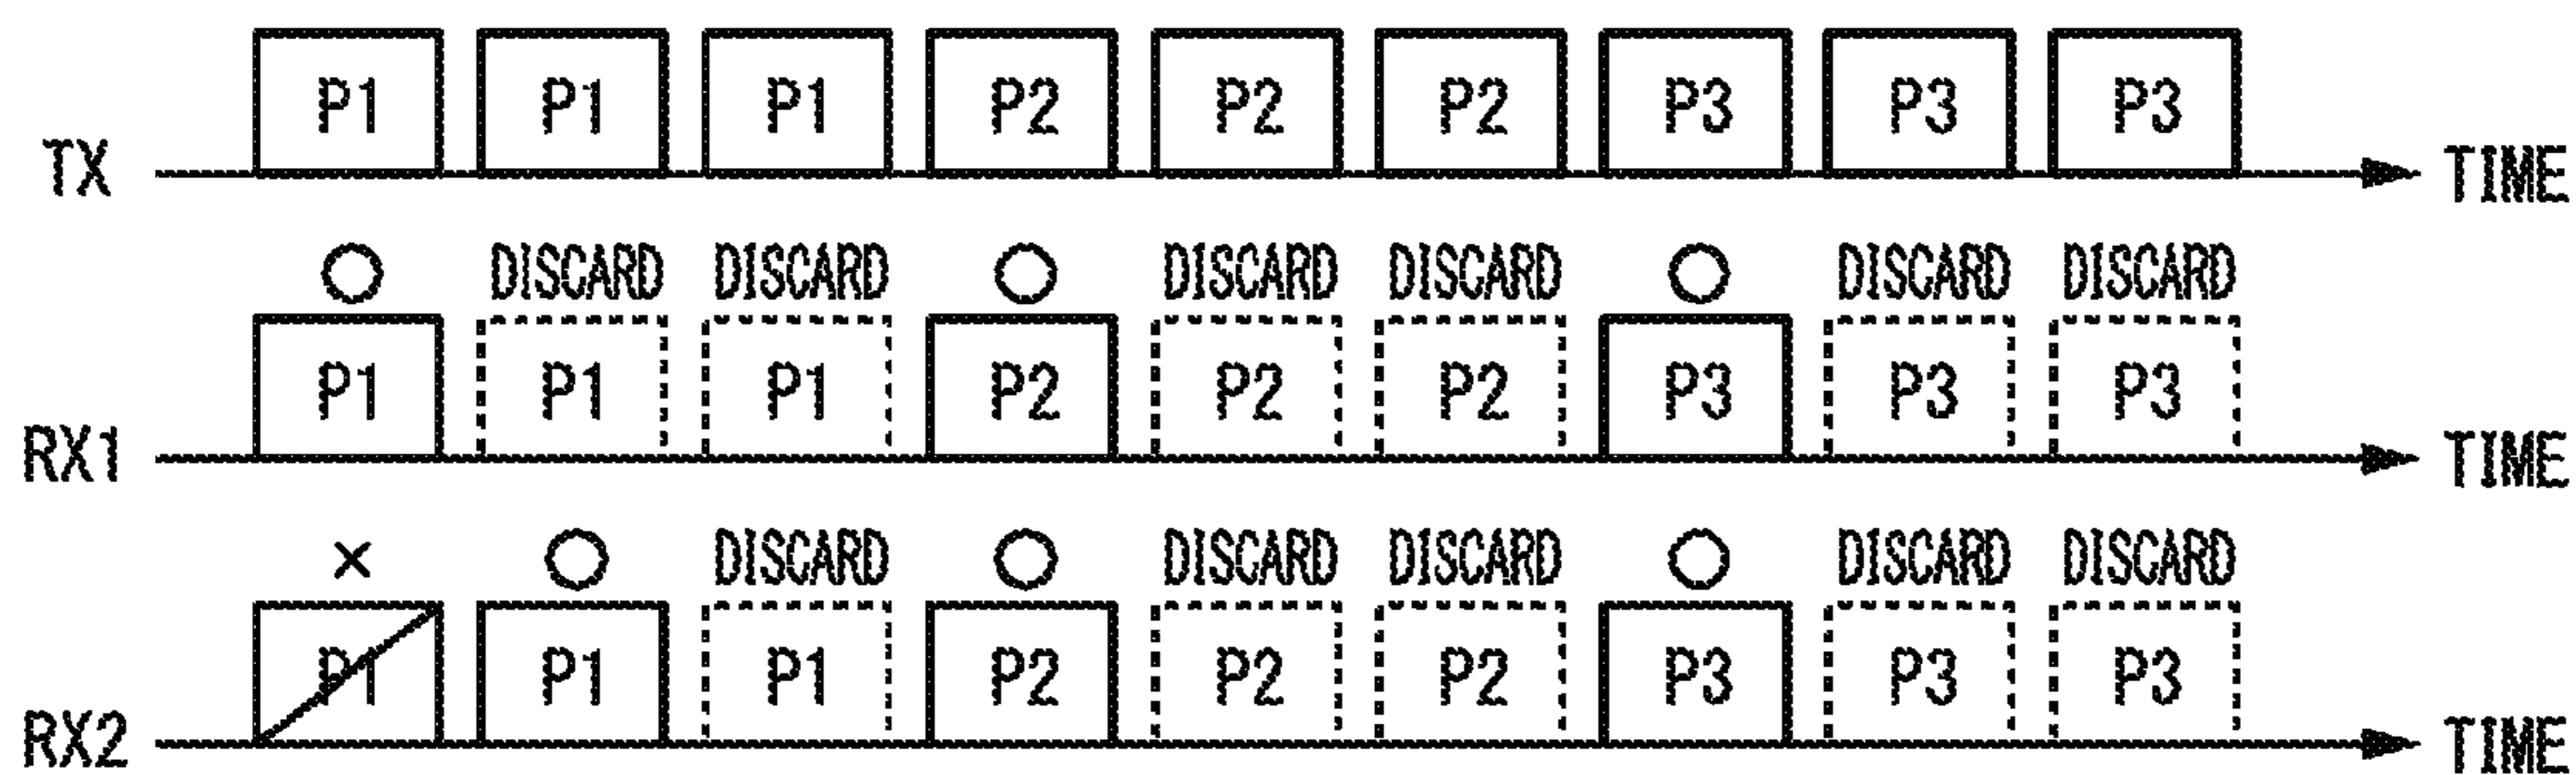 P1 P1 P1 P2 P2 P2 P3 P3 P3
TX TIME
○ DISCARD DISCARD ○ DISCARD DISCARD ○ DISCARD DISCARD
P1 P1 P1 P2 P2 P2 P3 P3 P3
RX1 TIME
× ○ DISCARD ○ DISCARD DISCARD ○ DISCARD DISCARD
P1 P1 P1 P2 P2 P2 P3 P3 P3
RX2 TIME